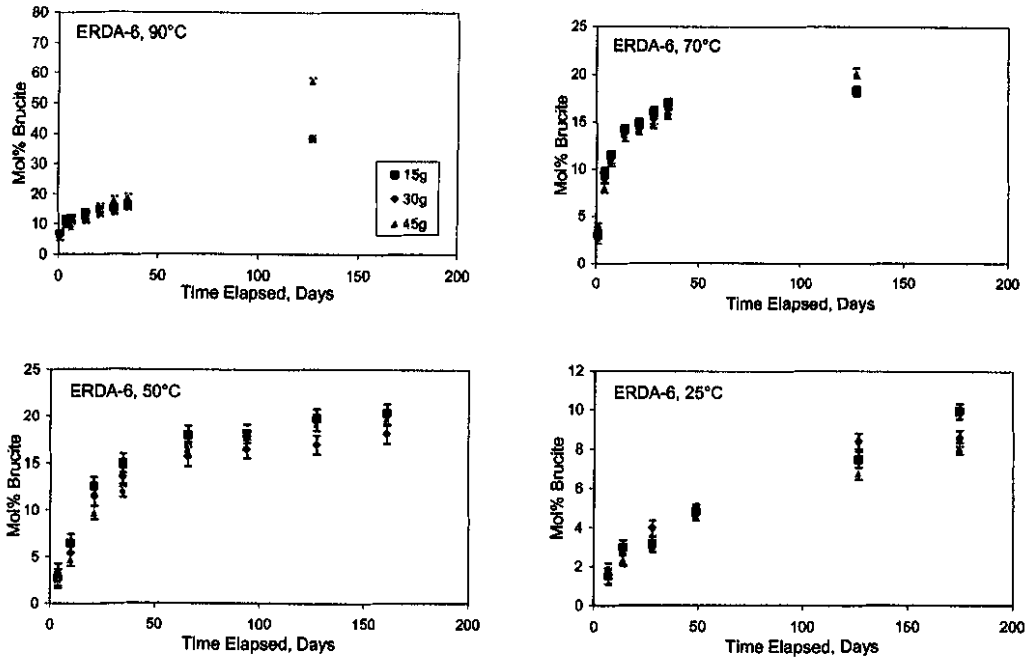 ERDA-6, 90°C
Mol% Brucite
80
70
60
50
40
30
20
10
0
0 50 100 150 200
Time Elapsed, Days
15g
30g
45g
ERDA-6, 70°C
Mol% Brucite
25
20
15
10
5
0
0 50 100 150 200
Time Elapsed, Days
ERDA-6, 50°C
Mol% Brucite
25
20
15
10
5
0
0 50 100 150 200
Time Elapsed, Days
ERDA-6, 25°C
Mol% Brucite
12
10
8
6
4
2
0
0 50 100 150 200
Time Elapsed, Days